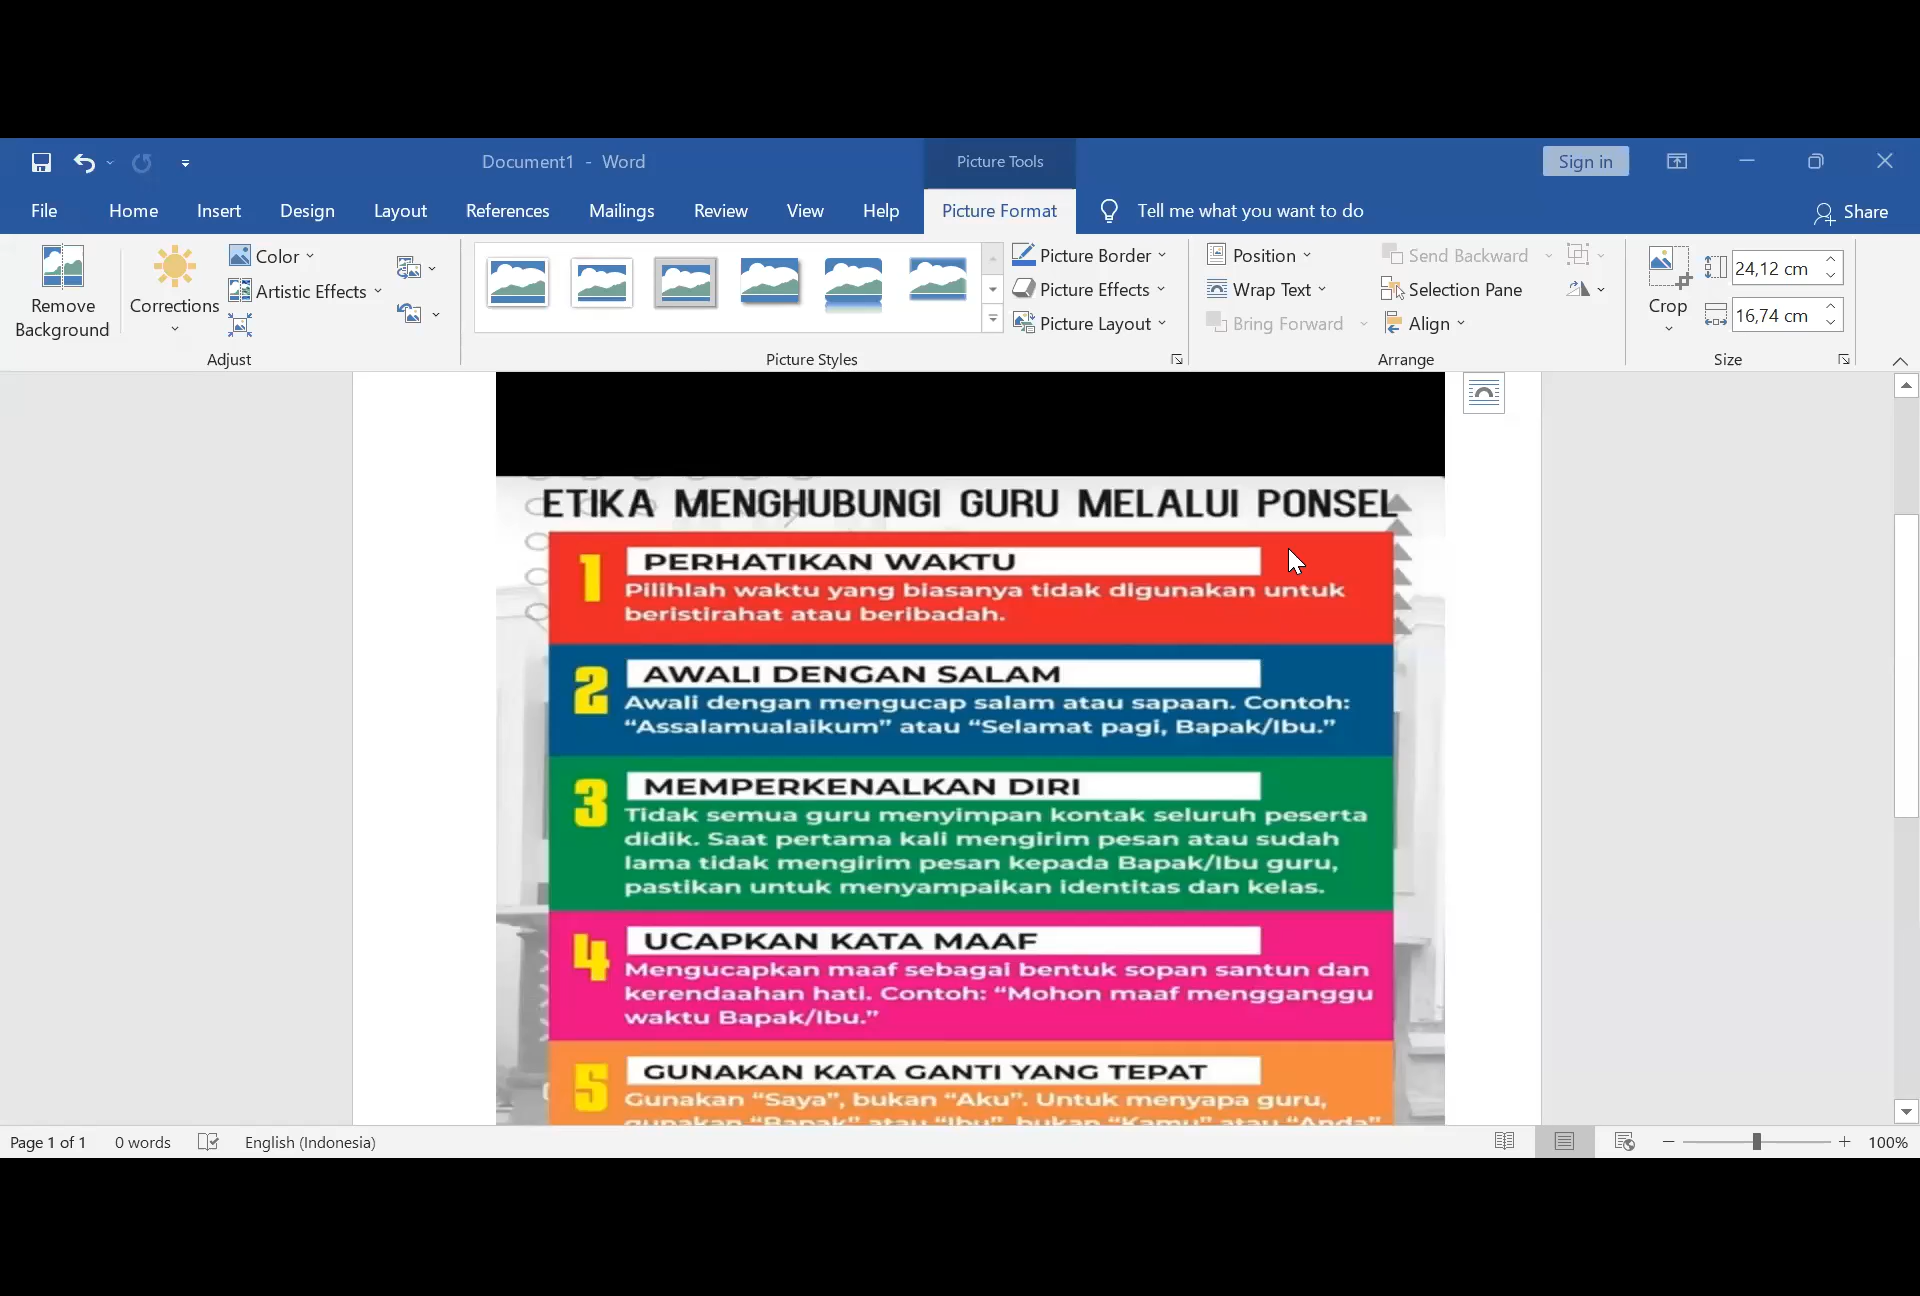 Document1 - Word
Picture Tools
Sign in
File Home Insert Design Layout References Mailings Review View Help Picture Format Tell me what you want to do Share
Remove Background
Corrections
Color
Artistic Effects
Adjust
Picture Styles
Picture Border
Picture Effects
Picture Layout
Position
Wrap Text
Bring Forward
Send Backward
Selection Pane
Align
Arrange
Crop
24,12 cm
16,74 cm
Size
ETIKA MENGHUBUNGI GURU MELALUI PONSEL
1 PERHATIKAN WAKTU
Pilihlah waktu yang biasanya tidak digunakan untuk
beristirahat atau beribadah.
2 AWALI DENGAN SALAM
Awali dengan mengucap salam atau sapaan. Contoh:
“Assalamualaikum” atau “Selamat pagi, Bapak/Ibu.”
3 MEMPERKENALKAN DIRI
Tidak semua guru menyimpan kontak seluruh peserta
didik. Saat pertama kali mengirim pesan atau sudah
lama tidak mengirim pesan kepada Bapak/Ibu guru,
pastikan untuk menyampaikan identitas dan kelas.
4 UCAPKAN KATA MAAF
Mengucapkan maaf sebagai bentuk sopan santun dan
kerendaahan hati. Contoh: “Mohon maaf mengganggu
waktu Bapak/Ibu.”
5 GUNAKAN KATA GANTI YANG TEPAT
Gunakan “Saya”, bukan “Aku”. Untuk menyapa guru,
gunakan “Bapak” atau “Ibu”, bukan “Kamu” atau “Anda”
Page 1 of 1 0 words English (Indonesia) 100%